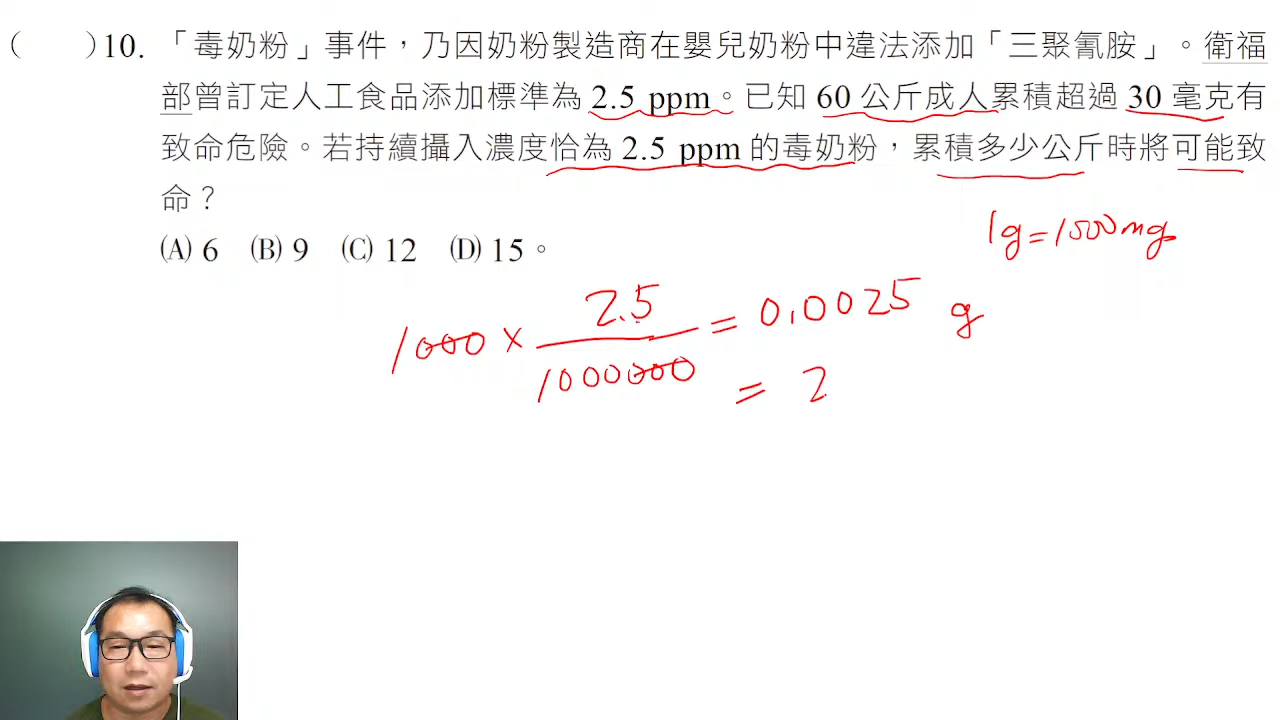 (　　)10. 「毒奶粉」事件，乃因奶粉製造商在嬰兒奶粉中違法添加「三聚氰胺」。衛福
部曾訂定人工食品添加標準為 2.5 ppm。已知 60 公斤成人累積超過 30 毫克有
致命危險。若持續攝入濃度恰為 2.5 ppm 的毒奶粉，累積多少公斤時將可能致
命？
(A) 6　(B) 9　(C) 12　(D) 15。
1g=1000mg
1000 × 2.5/1000000 = 0.0025 g
= 2